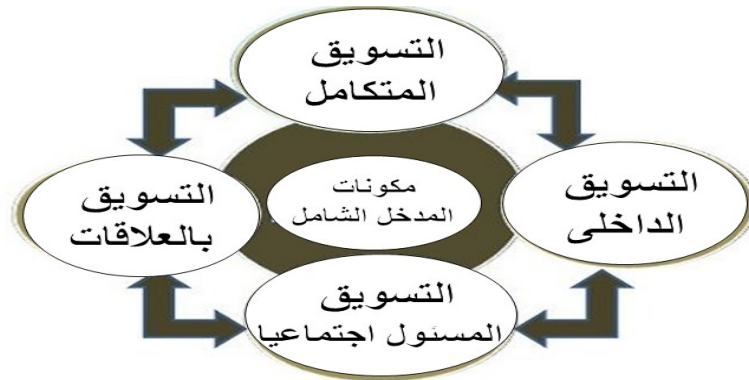 التسويق
المتكامل
التسويق
الداخلى
مكونات
المدخل الشامل
التسويق
بالعلاقات
التسويق
المسئول اجتماعيا